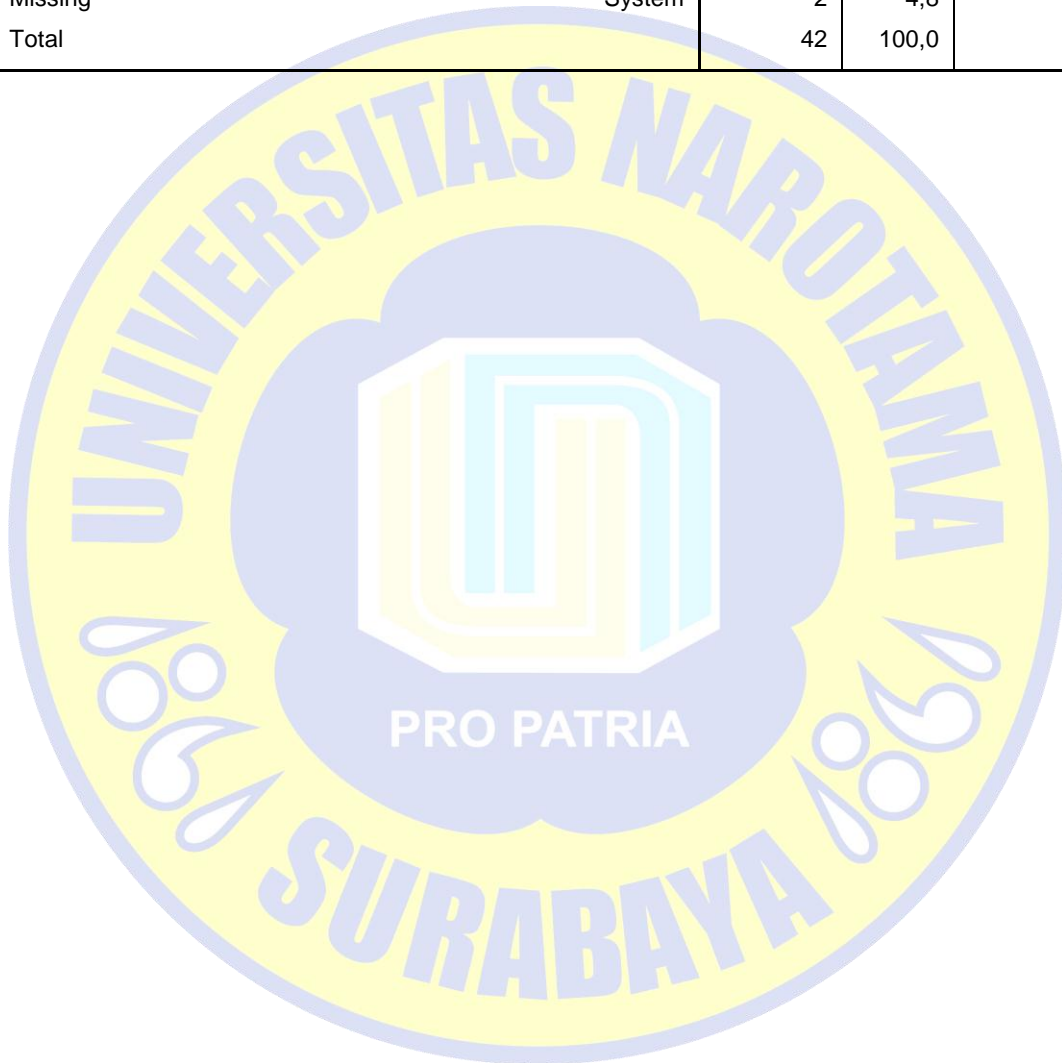 Missing System 2 4,8
Total 42 100,0
UNIVERSITAS NAROTAMA
PRO PATRIA
SURABAYA